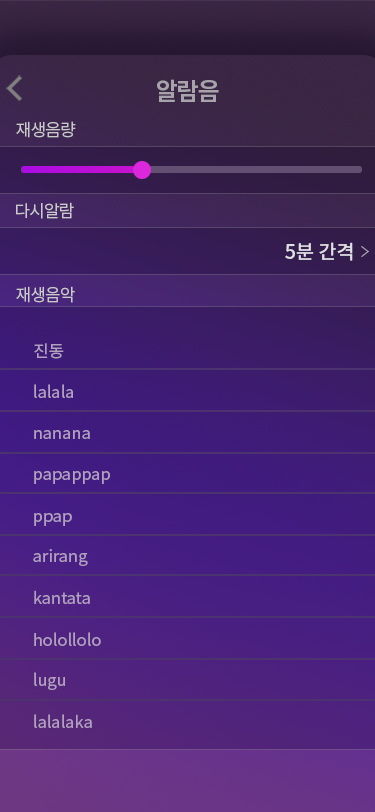 알람음
재생음량
다시알람
5분 간격
재생음악
진동
lalala
nanana
papappap
ppap
arirang
kantata
holollolo
lugu
lalalaka